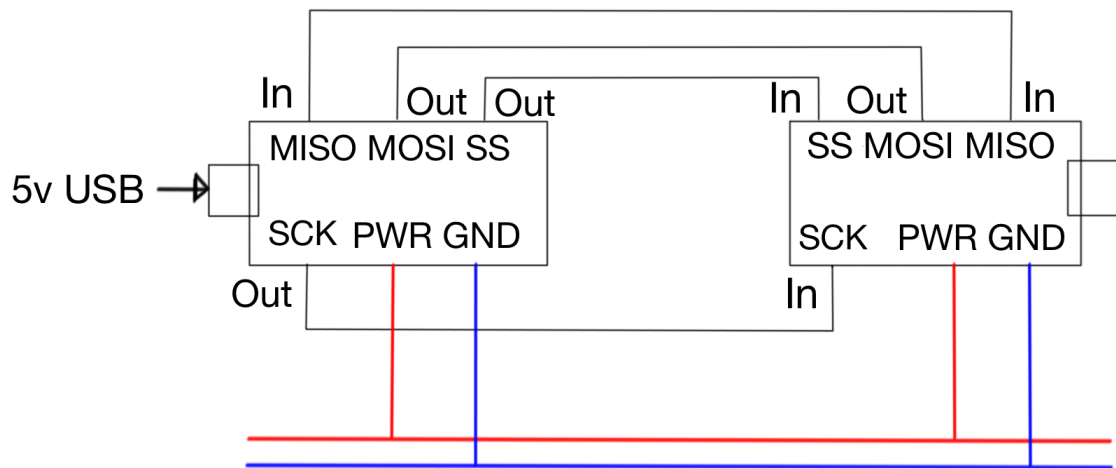 In Out Out In Out In
MISO MOSI SS SS MOSI MISO
5v USB
SCK PWR GND SCK PWR GND
Out In